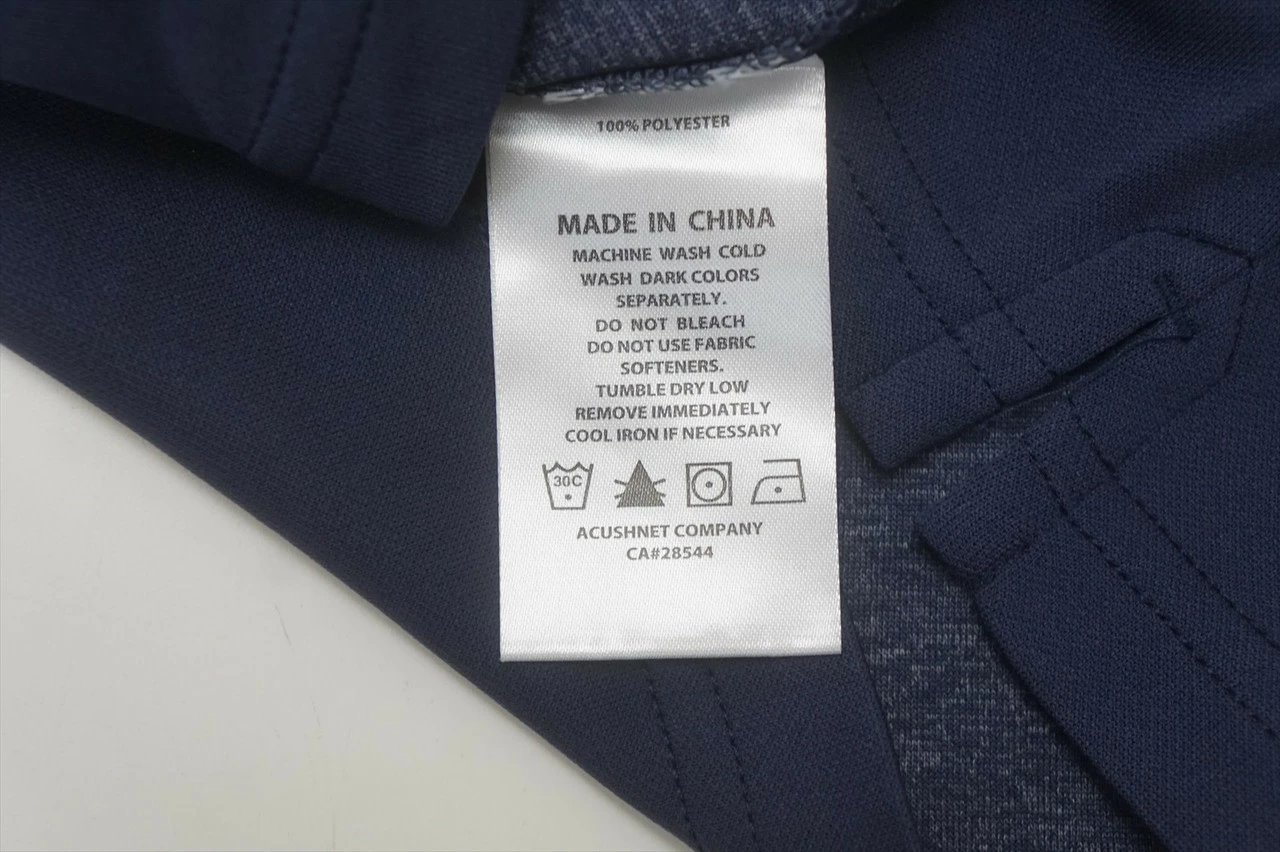 100% POLYESTER
MADE IN CHINA
MACHINE WASH COLD
WASH DARK COLORS
SEPARATELY.
DO NOT BLEACH
DO NOT USE FABRIC
SOFTENERS.
TUMBLE DRY LOW
REMOVE IMMEDIATELY
COOL IRON IF NECESSARY
30C
ACUSHNET COMPANY
CA#28544